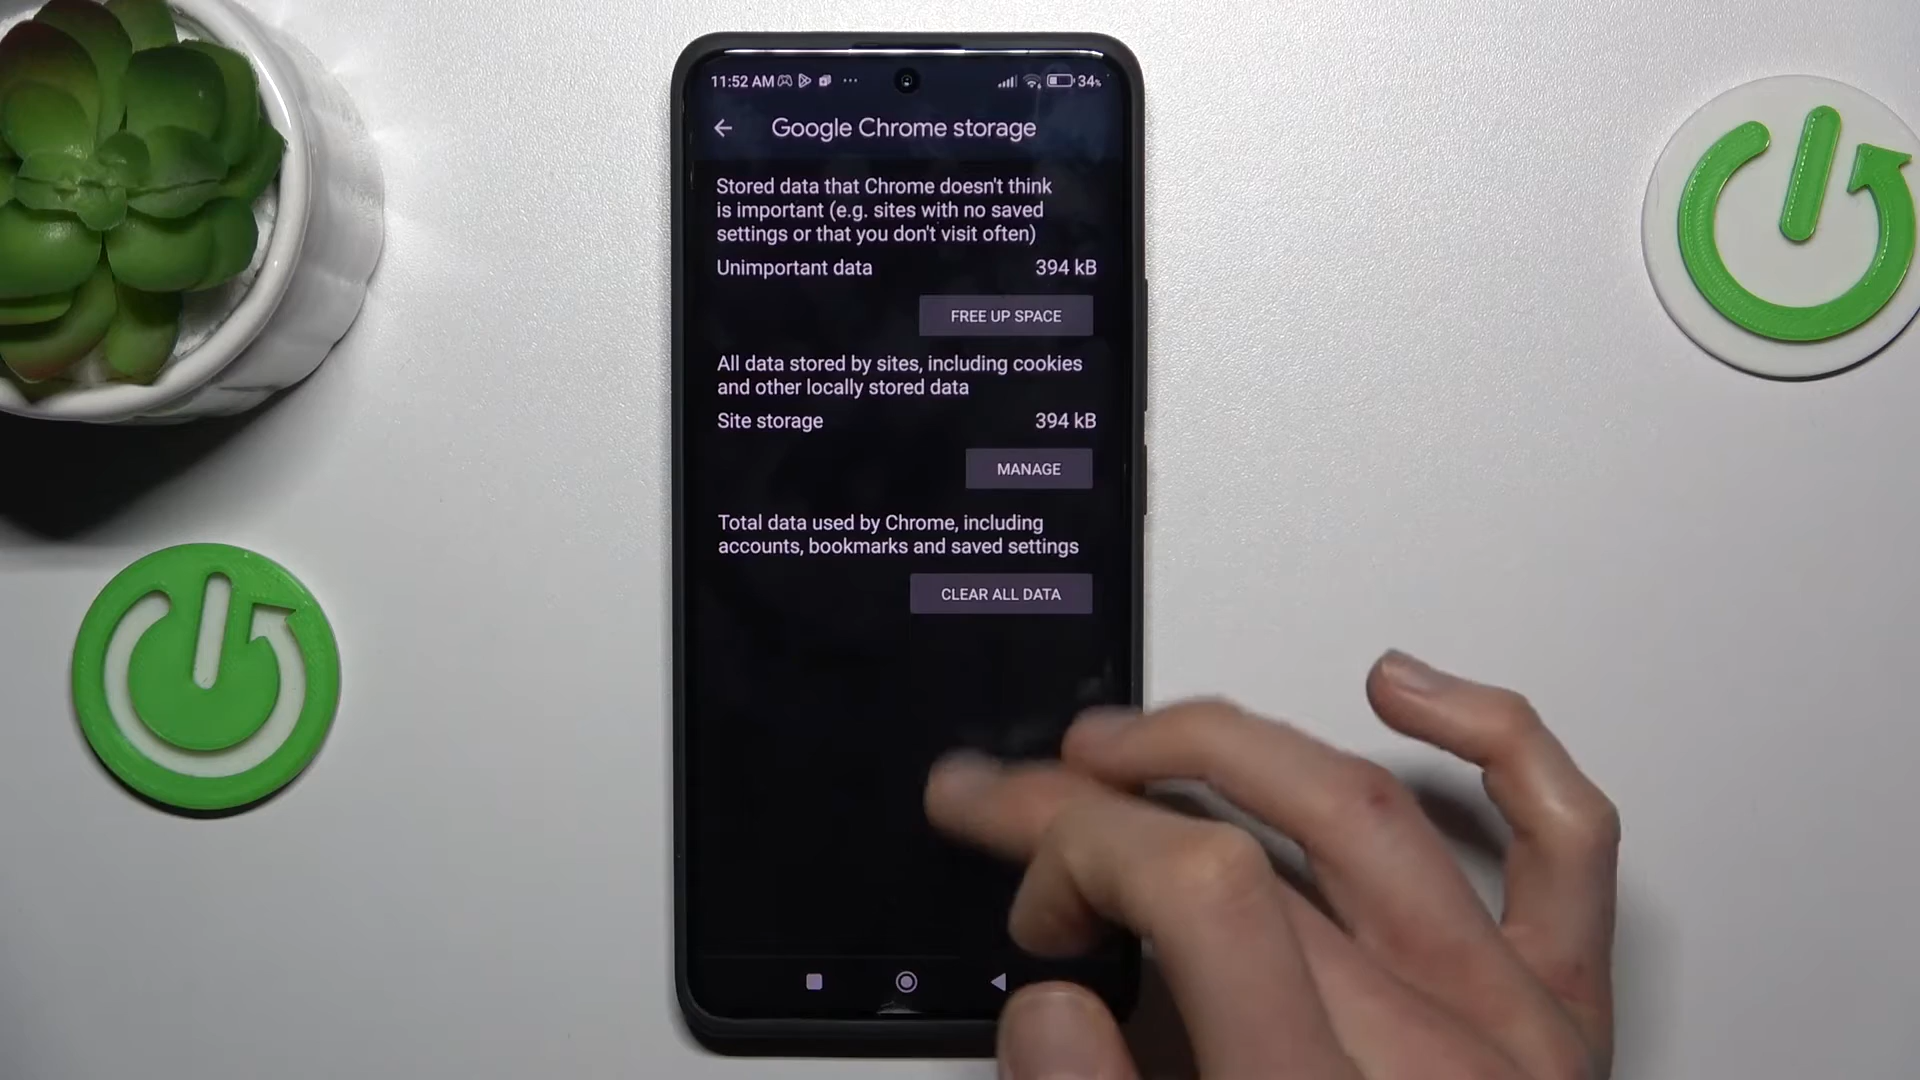 11:52 AM ... 34%
Google Chrome storage
Stored data that Chrome doesn't think
is important (e.g. sites with no saved
settings or that you don't visit often)
Unimportant data 394 kB
FREE UP SPACE
All data stored by sites, including cookies
and other locally stored data
Site storage 394 kB
MANAGE
Total data used by Chrome, including
accounts, bookmarks and saved settings
CLEAR ALL DATA